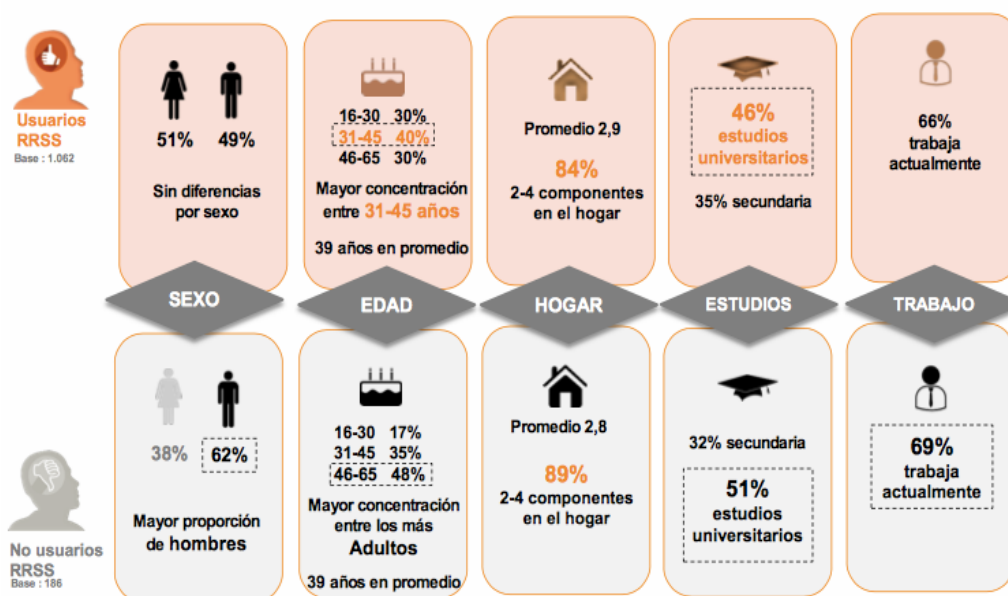 Usuarios
RRSS
Base : 1.062
51% 49%
Sin diferencias
por sexo
16-30 30%
31-45 40%
46-65 30%
Mayor concentración
entre 31-45 años
39 años en promedio
Promedio 2,9
84%
2-4 componentes
en el hogar
46%
estudios
universitarios
35% secundaria
66%
trabaja
actualmente
SEXO
EDAD
HOGAR
ESTUDIOS
TRABAJO
No usuarios
RRSS
Base : 186
38% 62%
Mayor proporción
de hombres
16-30 17%
31-45 35%
46-65 48%
Mayor concentración
entre los más
Adultos
39 años en promedio
Promedio 2,8
89%
2-4 componentes
en el hogar
32% secundaria
51%
estudios
universitarios
69%
trabaja
actualmente